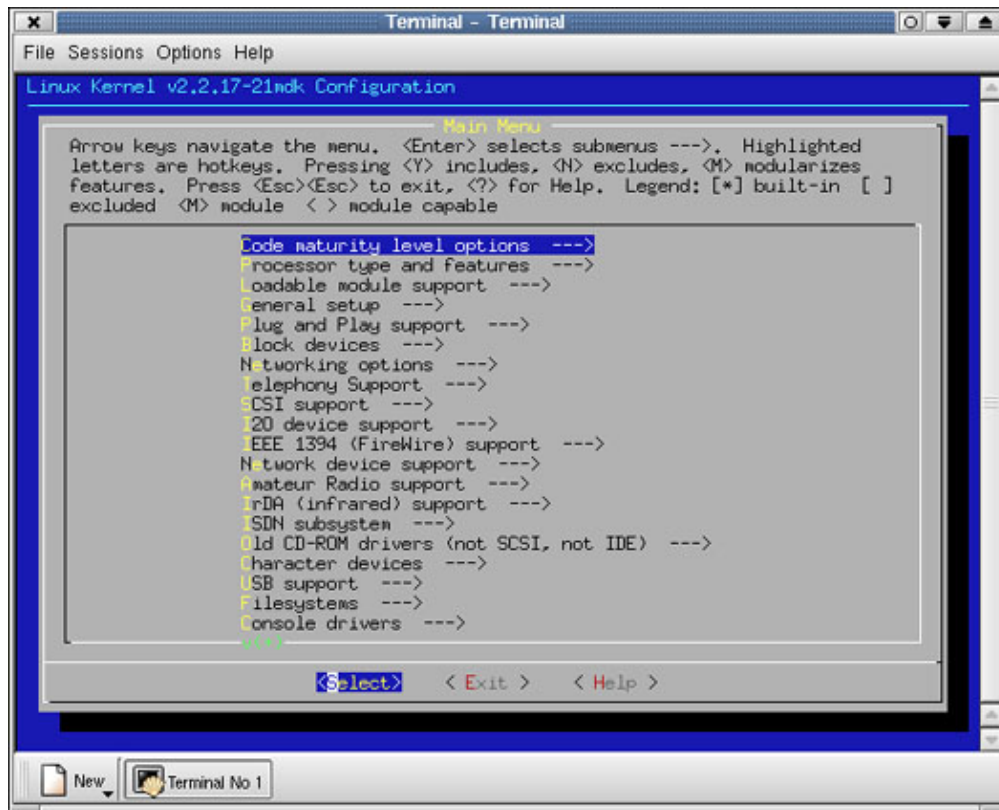 Terminal - Terminal
File Sessions Options Help
Linux Kernel v2.2.17-21mdk Configuration
Main Menu
Arrow keys navigate the menu. <Enter> selects submenus --->. Highlighted
letters are hotkeys. Pressing <Y> includes, <N> excludes, <M> modularizes
features. Press <Esc><Esc> to exit, <?> for Help. Legend: [*] built-in [ ]
excluded <M> module < > module capable
Code maturity level options --->
Processor type and features --->
Loadable module support --->
General setup --->
Plug and Play support --->
Block devices --->
Networking options --->
Telephony Support --->
SCSI support --->
I2O device support --->
IEEE 1394 (FireWire) support --->
Network device support --->
Amateur Radio support --->
IrDA (infrared) support --->
ISDN subsystem --->
Old CD-ROM drivers (not SCSI, not IDE) --->
Character devices --->
USB support --->
Filesystems --->
Console drivers --->
v(+)
<Select> < Exit > < Help >
New Terminal No 1